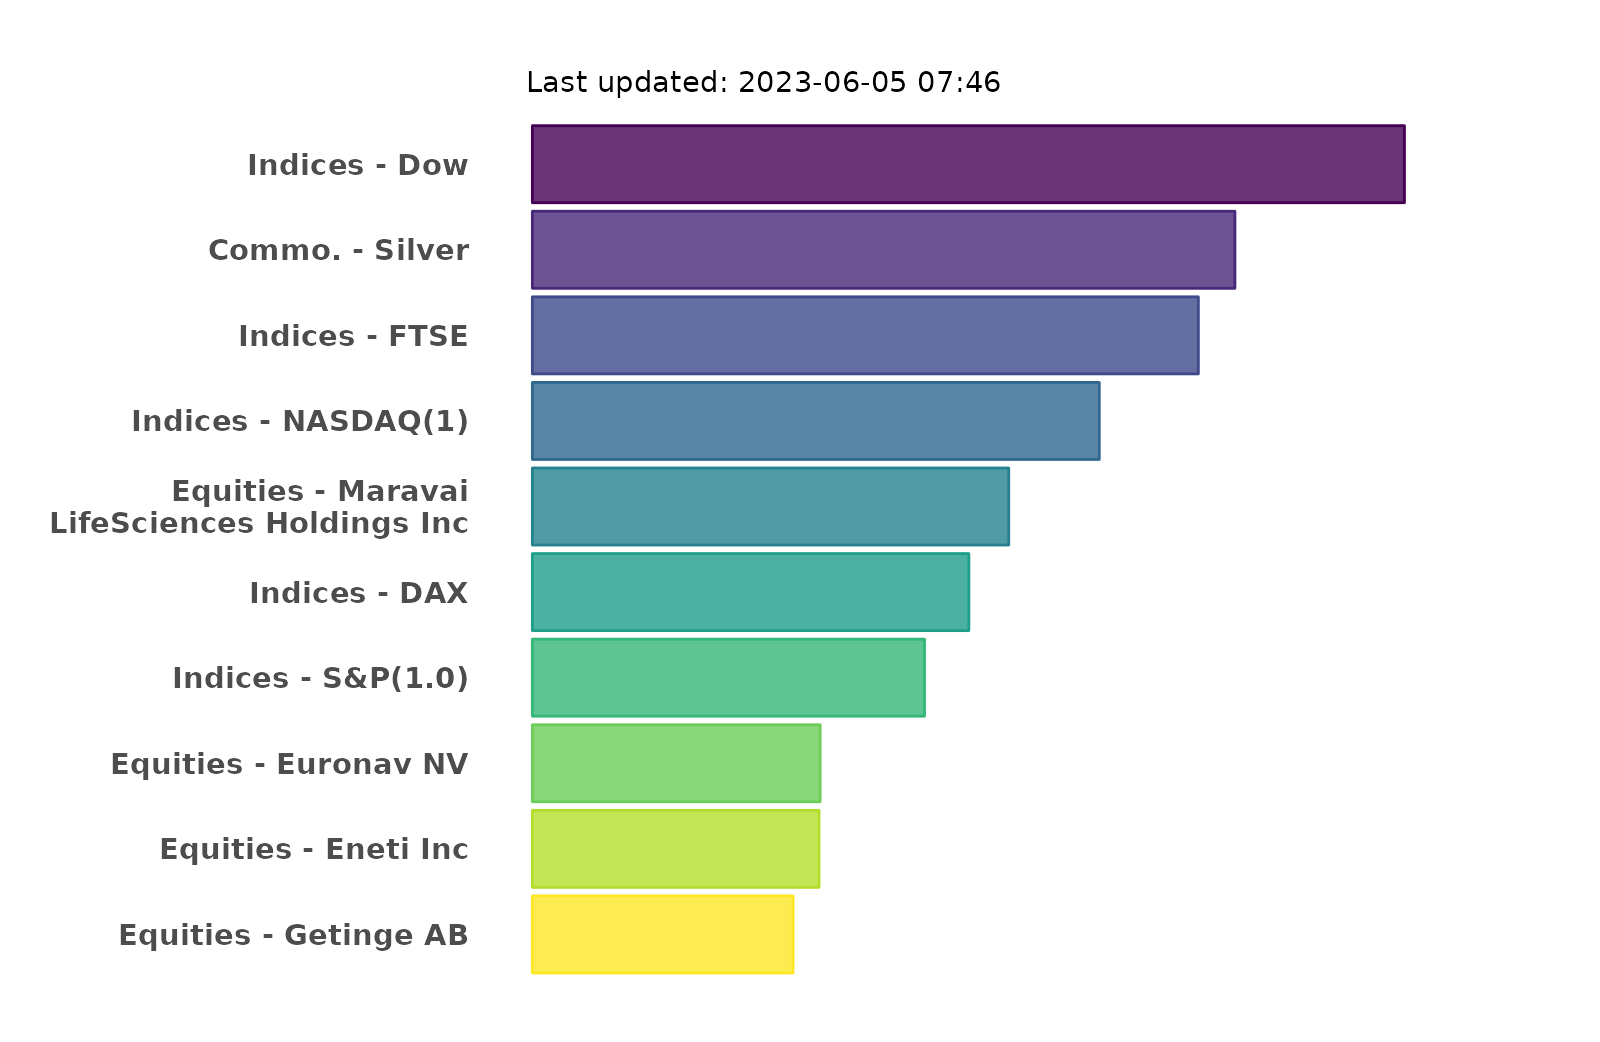 Last updated: 2023-06-05 07:46
Indices - Dow
Commo. - Silver
Indices - FTSE
Indices - NASDAQ(1)
Equities - Maravai
LifeSciences Holdings Inc
Indices - DAX
Indices - S&P(1.0)
Equities - Euronav NV
Equities - Eneti Inc
Equities - Getinge AB